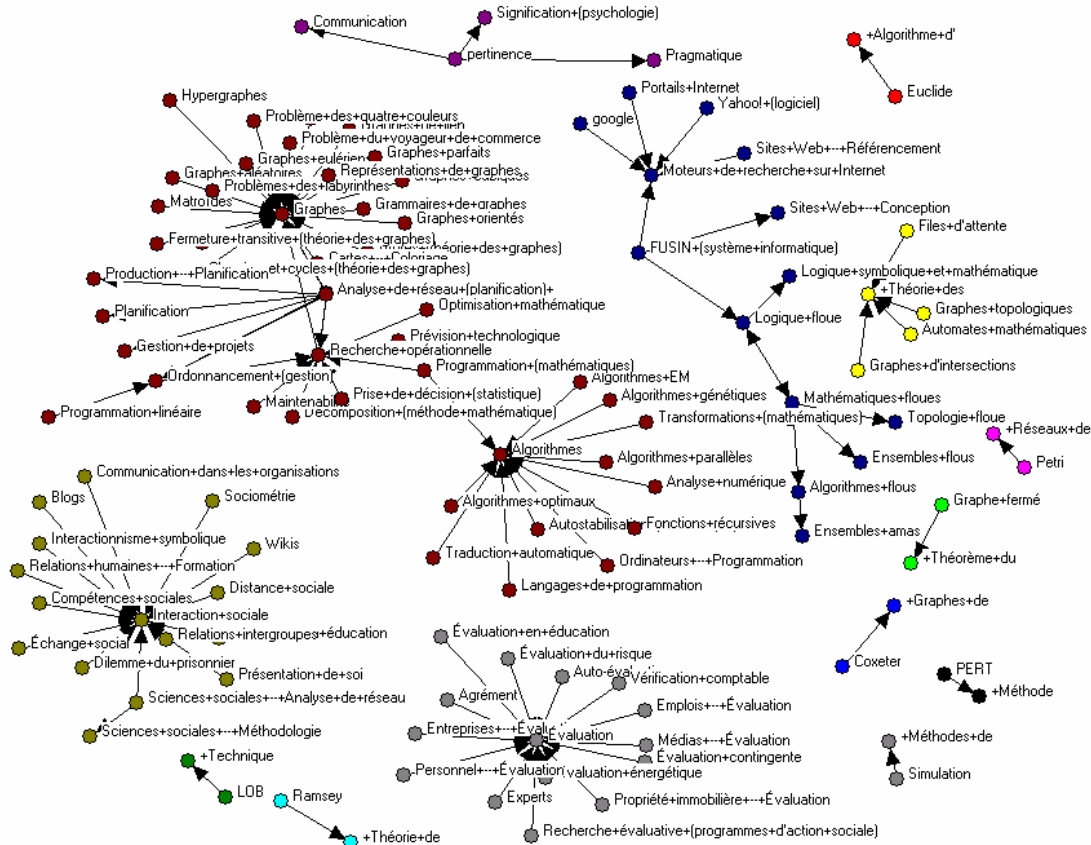 Communication
Signification+(psychologie)
pertinence
Pragmatique
+Algorithme+d'
Euclide
Portails+Internet
Yahoo!+(logiciel)
google
Sites+Web+--+Référencement
Moteurs+de+recherche+sur+Internet
Hypergraphes
Problème+des+quatre+couleurs
Problème+du+voyageur+de+commerce
Graphes+eulérien
Graphes+parfaits
Graphes+aléatoires
Représentations+de+graphes
Problèmes+des+labyrinthes
Matroïdes
Graphes
Grammaires+de+graphes
Graphes+orientés
Fermeture+transitive+(théorie+des+graphes)
Cartes+--+Coloriage
et+cycles+(théorie+des+graphes)
Production+--+Planification
Analyse+de+réseau+(planification)+
Planification
Optimisation+mathématique
Gestion+de+projets
Prévision+technologique
Recherche+opérationnelle
Ordonnancement+(gestion)
Programmation+(mathématiques)
Programmation+linéaire
Maintenabilité
Prise+de+décision+(statistique)
Décomposition+(méthode+mathématique)
Sites+Web+--+Conception
FUSIN+(système+informatique)
Files+d'attente
Logique+symbolique+et+mathématique
+Théorie+des
Logique+floue
Graphes+topologiques
Automates+mathématiques
Graphes+d'intersections
Mathématiques+floues
Topologie+floue
Ensembles+flous
Algorithmes+flous
Ensembles+amas
+Réseaux+de
Petri
Graphe+fermé
+Théorème+du
+Graphes+de
Coxeter
PERT
+Méthode
+Méthodes+de
Simulation
Algorithmes+EM
Algorithmes+génétiques
Transformations+(mathématiques)
Algorithmes
Algorithmes+parallèles
Analyse+numérique
Algorithmes+optimaux
Fonctions+récursives
Traduction+automatique
Ordinateurs+--+Programmation
Langages+de+programmation
Communication+dans+les+organisations
Blogs
Sociométrie
Interactionnisme+symbolique
Wikis
Relations+humaines+--+Formation
Compétences+sociales
Distance+sociale
Interaction+sociale
Relations+intergroupes+éducation
Échange+social
Dilemme+du+prisonnier
Présentation+de+soi
Sciences+sociales+--+Analyse+de+réseau
Sciences+sociales+--+Méthodologie
+Technique
LOB
Ramsey
+Théorie+de
Évaluation+en+éducation
Évaluation+du+risque
Vérification+comptable
Agrément
Emplois+--+Évaluation
Entreprises+--+Évalu
Évaluation
Médias+--+Évaluation
Évaluation+contingente
Personnel+--+Évaluation
Évaluation+énergétique
Experts
Propriété+immobilière+--+Évaluation
Recherche+évaluative+(programmes+d'action+sociale)